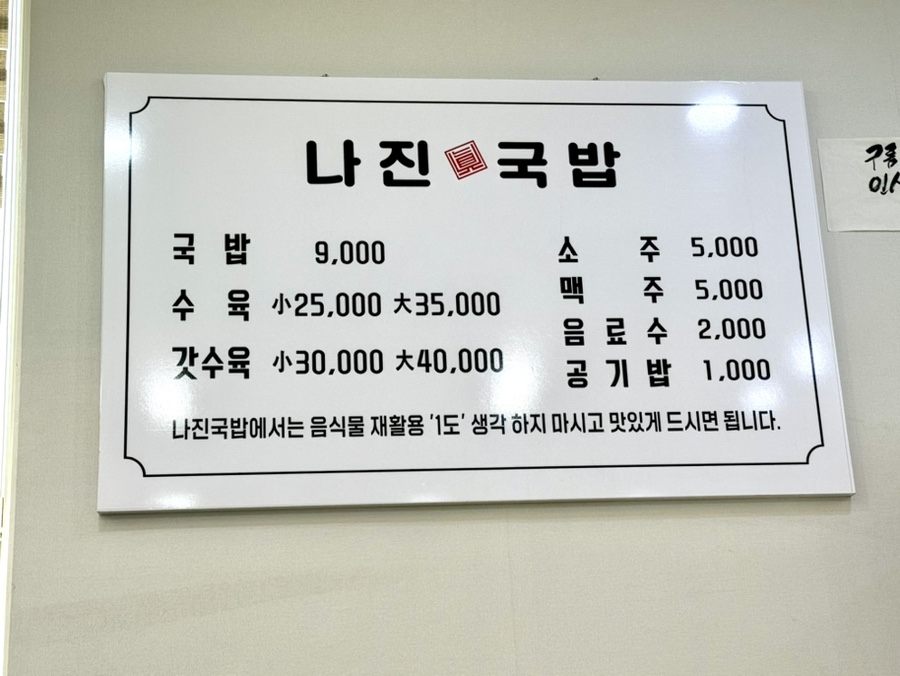 나진 眞 국밥
국밥 9,000
수육 小25,000 大35,000
갓수육 小30,000 大40,000
소주 5,000
맥주 5,000
음료수 2,000
공기밥 1,000
나진국밥에서는 음식물 재활용 '1도' 생각 하지 마시고 맛있게 드시면 됩니다.